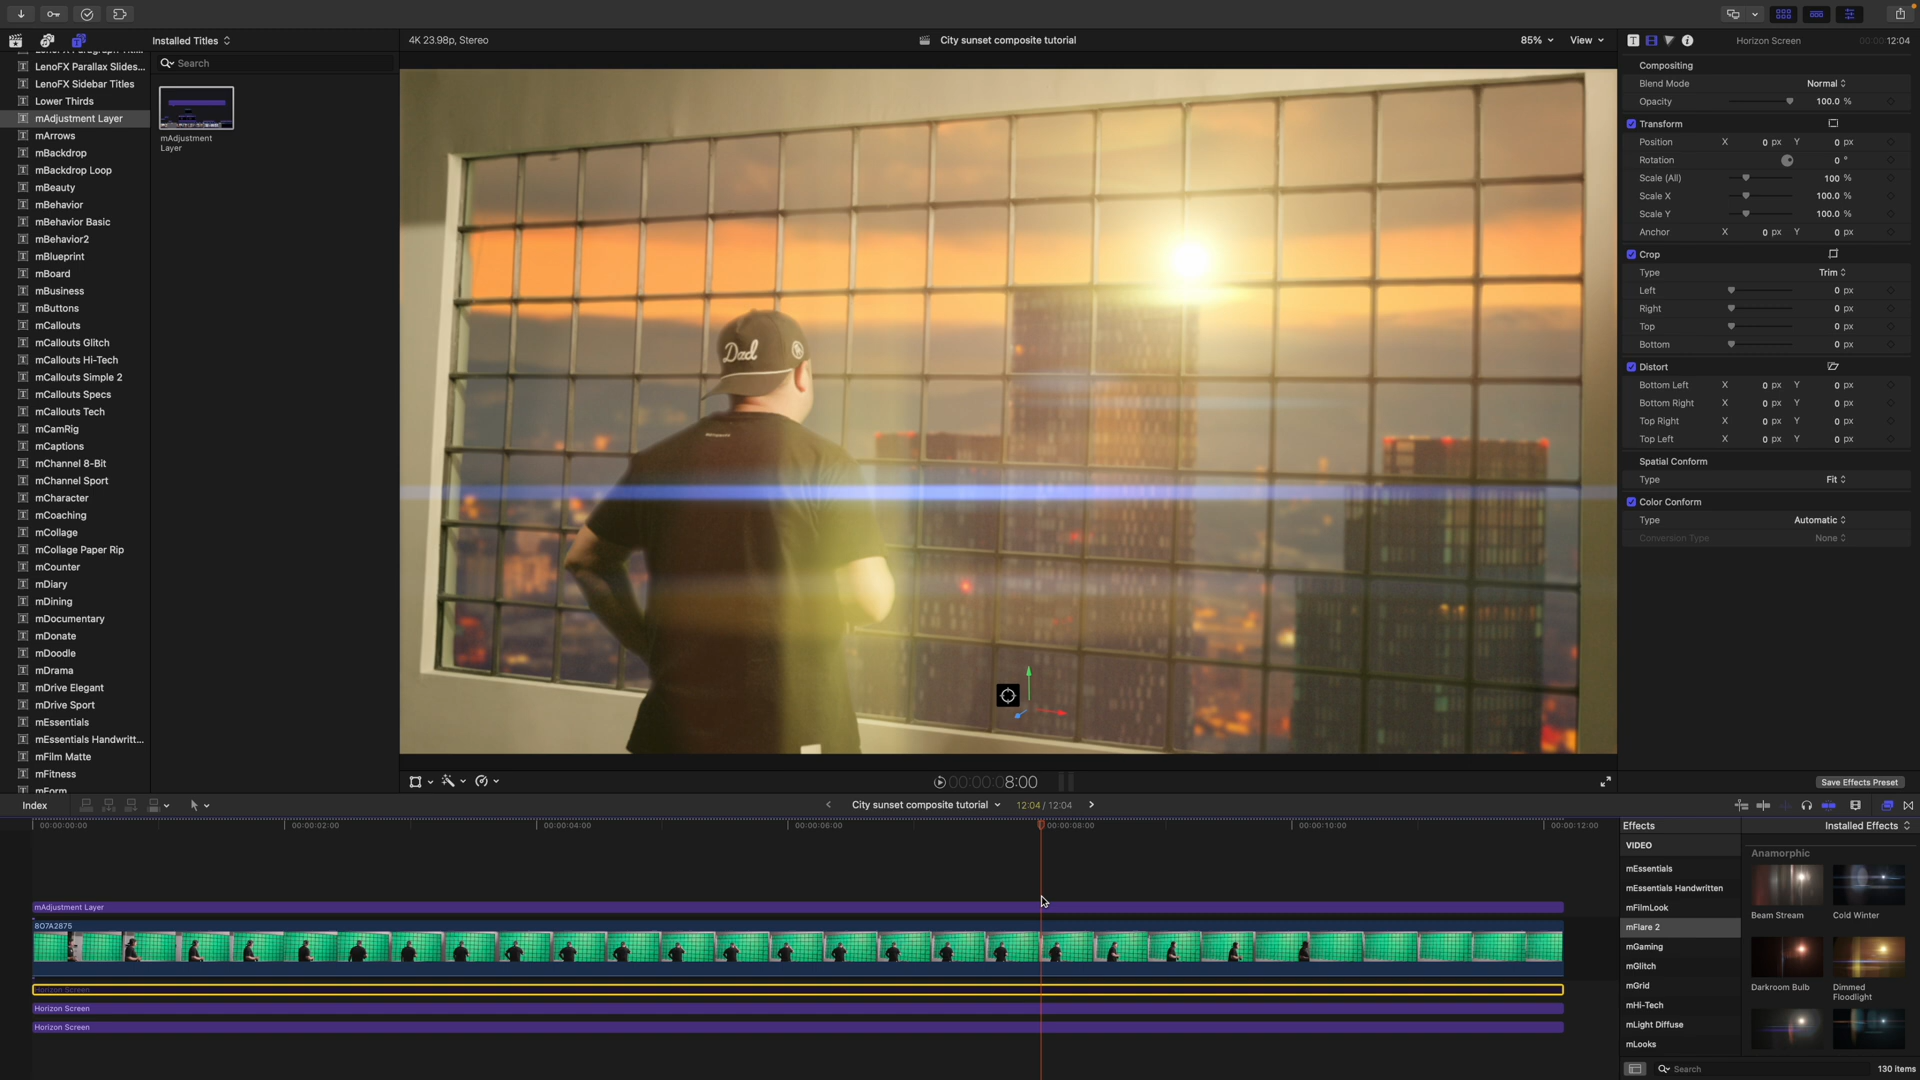 Installed Titles
4K 23.98p, Stereo
City sunset composite tutorial
85%
View
Horizon Screen
00:00:12:04
LenoFX Parallax Slides...
LenoFX Sidebar Titles
Lower Thirds
mAdjustment Layer
mArrows
mBackdrop
mBackdrop Loop
mBeauty
mBehavior
mBehavior Basic
mBehavior2
mBlueprint
mBoard
mBusiness
mButtons
mCallouts
mCallouts Glitch
mCallouts Hi-Tech
mCallouts Simple 2
mCallouts Specs
mCallouts Tech
mCamRig
mCaptions
mChannel 8-Bit
mChannel Sport
mCharacter
mCoaching
mCollage
mCollage Paper Rip
mCounter
mDiary
mDining
mDocumentary
mDonate
mDoodle
mDrama
mDrive Elegant
mDrive Sport
mEssentials
mEssentials Handwritt...
mFilm Matte
mFitness
mForm
Search
mAdjustment
Layer
Dad
Compositing
Blend Mode Normal
Opacity 100.0 %
Transform
Position X 0 px Y 0 px
Rotation 0 °
Scale (All) 100 %
Scale X 100.0 %
Scale Y 100.0 %
Anchor X 0 px Y 0 px
Crop
Type Trim
Left 0 px
Right 0 px
Top 0 px
Bottom 0 px
Distort
Bottom Left X 0 px Y 0 px
Bottom Right X 0 px Y 0 px
Top Right X 0 px Y 0 px
Top Left X 0 px Y 0 px
Spatial Conform
Type Fit
Color Conform
Type Automatic
Conversion Type None
Save Effects Preset
00:00:08:00
Index
City sunset composite tutorial
12:04 / 12:04
00:00:00:00
00:00:02:00
00:00:04:00
00:00:06:00
00:00:08:00
00:00:10:00
00:00:12:00
mAdjustment Layer
8O7A2875
Horizon Screen
Horizon Screen
Horizon Screen
Effects
Installed Effects
VIDEO
mEssentials
mEssentials Handwritten
mFilmLook
mFlare 2
mGaming
mGlitch
mGrid
mHi-Tech
mLight Diffuse
mLooks
Anamorphic
Beam Stream
Cold Winter
Darkroom Bulb
Dimmed
Floodlight
Search
130 items